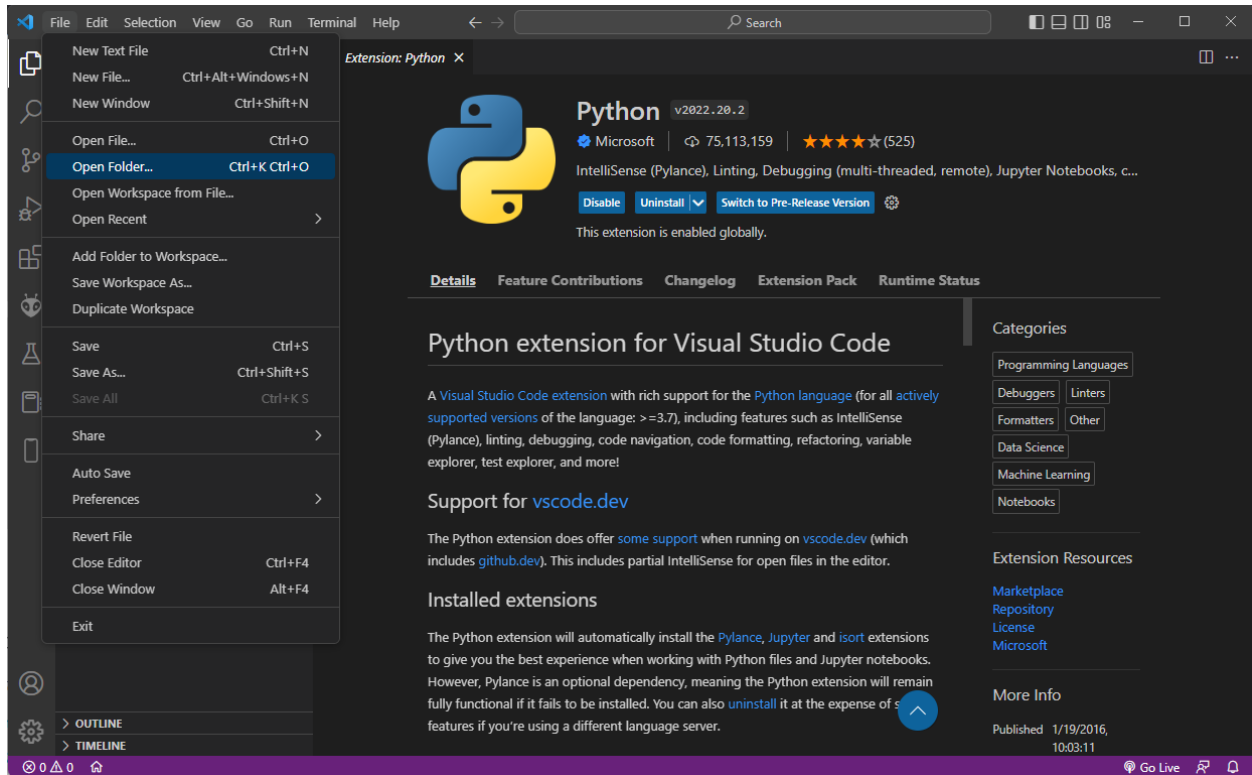 File Edit Selection View Go Run Terminal Help
Search
New Text File Ctrl+N
New File... Ctrl+Alt+Windows+N
New Window Ctrl+Shift+N
Open File... Ctrl+O
Open Folder... Ctrl+K Ctrl+O
Open Workspace from File...
Open Recent
Add Folder to Workspace...
Save Workspace As...
Duplicate Workspace
Save Ctrl+S
Save As... Ctrl+Shift+S
Save All Ctrl+K S
Share
Auto Save
Preferences
Revert File
Close Editor Ctrl+F4
Close Window Alt+F4
Exit
OUTLINE
TIMELINE
Extension: Python
Python v2022.20.2
Microsoft 75,113,159 (525)
IntelliSense (Pylance), Linting, Debugging (multi-threaded, remote), Jupyter Notebooks, c...
Disable Uninstall Switch to Pre-Release Version
This extension is enabled globally.
Details Feature Contributions Changelog Extension Pack Runtime Status
Python extension for Visual Studio Code
A Visual Studio Code extension with rich support for the Python language (for all actively
supported versions of the language: >=3.7), including features such as IntelliSense
(Pylance), linting, debugging, code navigation, code formatting, refactoring, variable
explorer, test explorer, and more!
Support for vscode.dev
The Python extension does offer some support when running on vscode.dev (which
includes github.dev). This includes partial IntelliSense for open files in the editor.
Installed extensions
The Python extension will automatically install the Pylance, Jupyter and isort extensions
to give you the best experience when working with Python files and Jupyter notebooks.
However, Pylance is an optional dependency, meaning the Python extension will remain
fully functional if it fails to be installed. You can also uninstall it at the expense of
features if you're using a different language server.
Categories
Programming Languages
Debuggers Linters
Formatters Other
Data Science
Machine Learning
Notebooks
Extension Resources
Marketplace
Repository
License
Microsoft
More Info
Published 1/19/2016,
10:03:11
0 0 Go Live